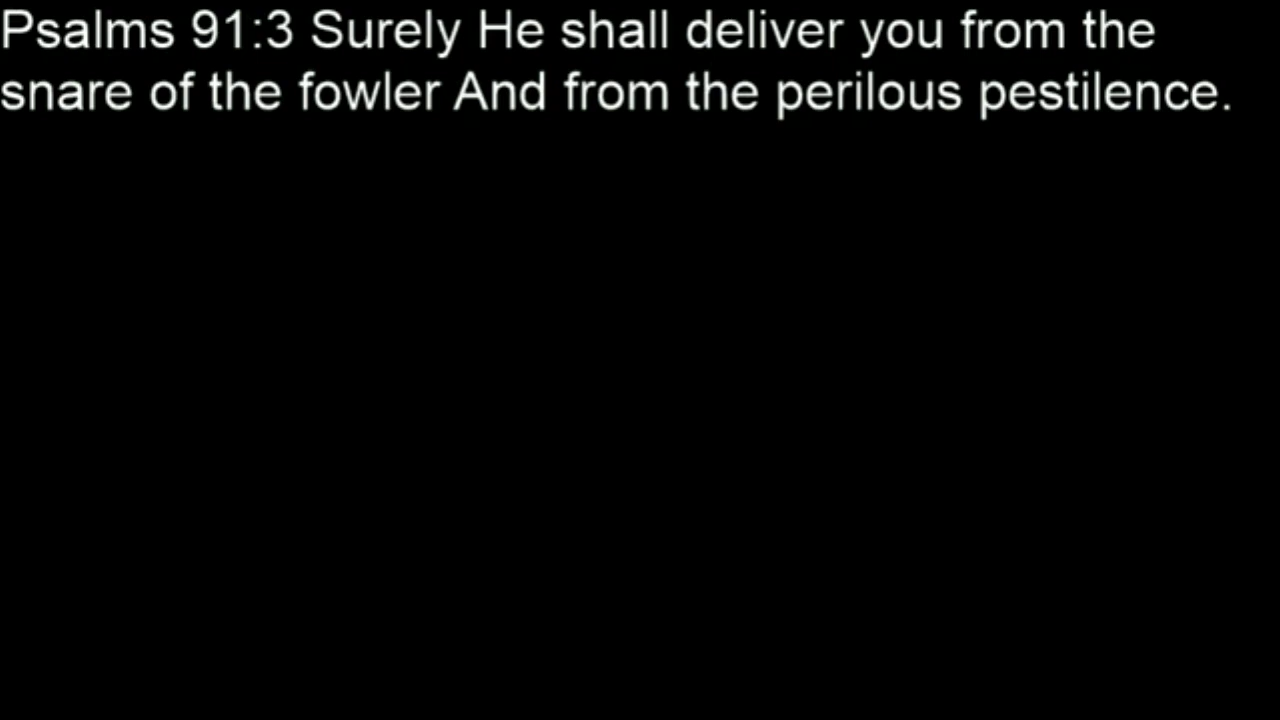 Psalms 91:3 Surely He shall deliver you from the
snare of the fowler And from the perilous pestilence.